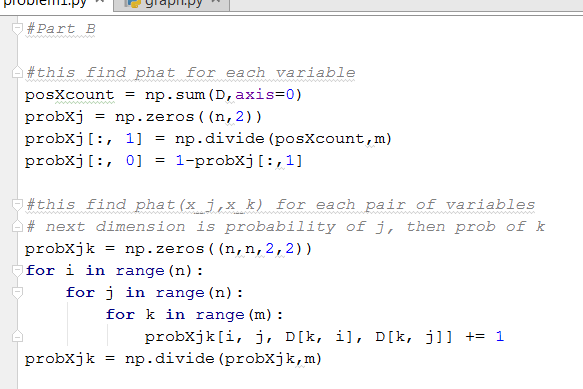 problem1.py × graph.py ×
#Part B
#this find phat for each variable
posXcount = np.sum(D,axis=0)
probXj = np.zeros((n,2))
probXj[:, 1] = np.divide(posXcount,m)
probXj[:, 0] = 1-probXj[:,1]
#this find phat(x_j,x_k) for each pair of variables
# next dimension is probability of j, then prob of k
probXjk = np.zeros((n,n,2,2))
for i in range(n):
    for j in range(n):
        for k in range(m):
            probXjk[i, j, D[k, i], D[k, j]] += 1
probXjk = np.divide(probXjk,m)